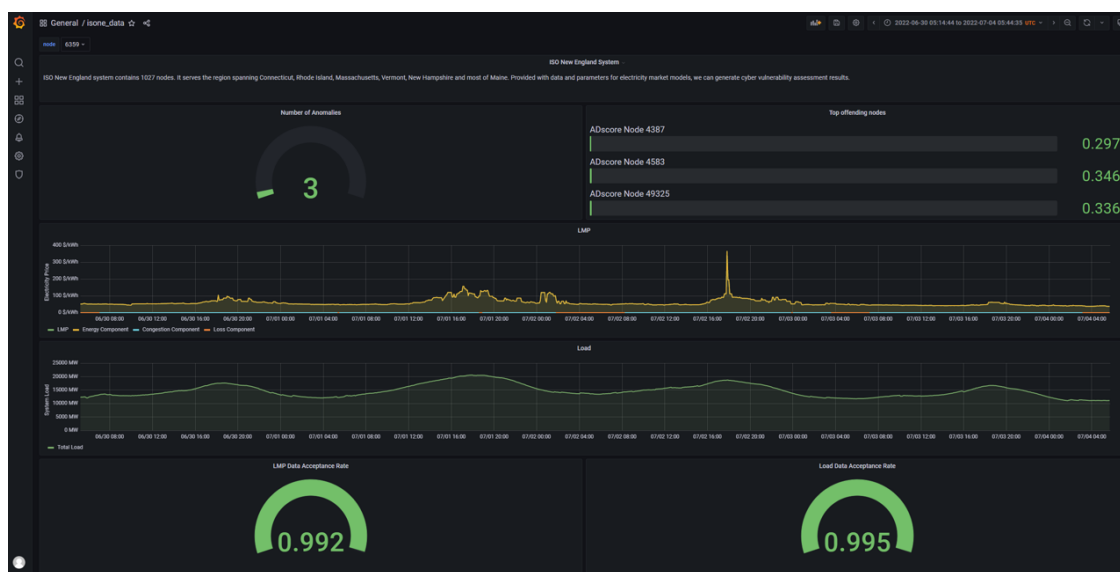 General / isone_data
2022-06-30 05:14:44 to 2022-07-04 05:44:35 UTC
node 6359
ISO New England System
ISO New England system contains 1027 nodes. It serves the region spanning Connecticut, Rhode Island, Massachusetts, Vermont, New Hampshire and most of Maine. Provided with data and parameters for electricity market models, we can generate cyber vulnerability assessment results.
Number of Anomalies
3
Top offending nodes
ADscore Node 4387
0.297
ADscore Node 4583
0.346
ADscore Node 49325
0.336
LMP
Electricity Price
400 $/kWh
300 $/kWh
200 $/kWh
100 $/kWh
0 $/kWh
06/30 08:00 06/30 12:00 06/30 16:00 06/30 20:00 07/01 00:00 07/01 04:00 07/01 08:00 07/01 12:00 07/01 16:00 07/01 20:00 07/02 00:00 07/02 04:00 07/02 08:00 07/02 12:00 07/02 16:00 07/02 20:00 07/03 00:00 07/03 04:00 07/03 08:00 07/03 12:00 07/03 16:00 07/03 20:00 07/04 00:00 07/04 04:00
LMP Energy Component Congestion Component Loss Component
Load
System Load
25000 MW
20000 MW
15000 MW
10000 MW
5000 MW
0 MW
06/30 08:00 06/30 12:00 06/30 16:00 06/30 20:00 07/01 00:00 07/01 04:00 07/01 08:00 07/01 12:00 07/01 16:00 07/01 20:00 07/02 00:00 07/02 04:00 07/02 08:00 07/02 12:00 07/02 16:00 07/02 20:00 07/03 00:00 07/03 04:00 07/03 08:00 07/03 12:00 07/03 16:00 07/03 20:00 07/04 00:00 07/04 04:00
Total Load
LMP Data Acceptance Rate
0.992
Load Data Acceptance Rate
0.995